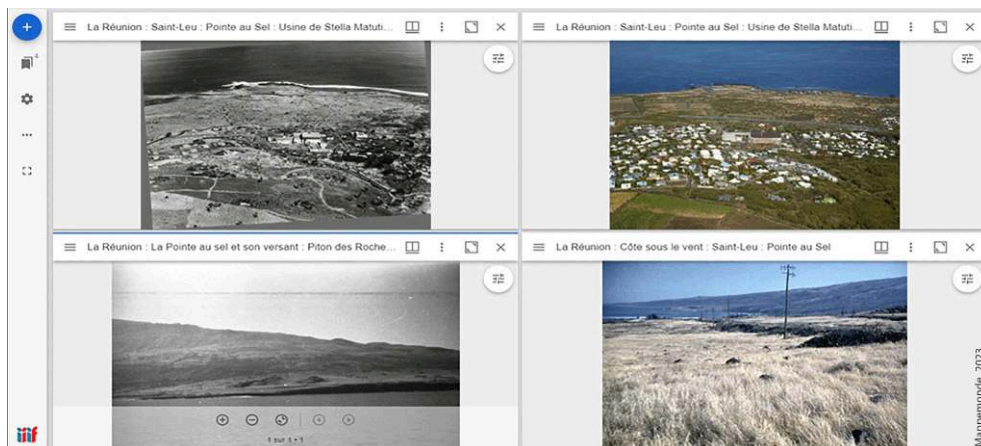 La Réunion : Saint-Leu : Pointe au Sel : Usine de Stella Matuti...
La Réunion : Saint-Leu : Pointe au Sel : Usine de Stella Matuti...
4
La Réunion : La Pointe au sel et son versant : Piton des Roche...
La Réunion : Côte sous le vent : Saint-Leu : Pointe au Sel
1 sur 1 • 1
iiif
Mappemonde, 2023